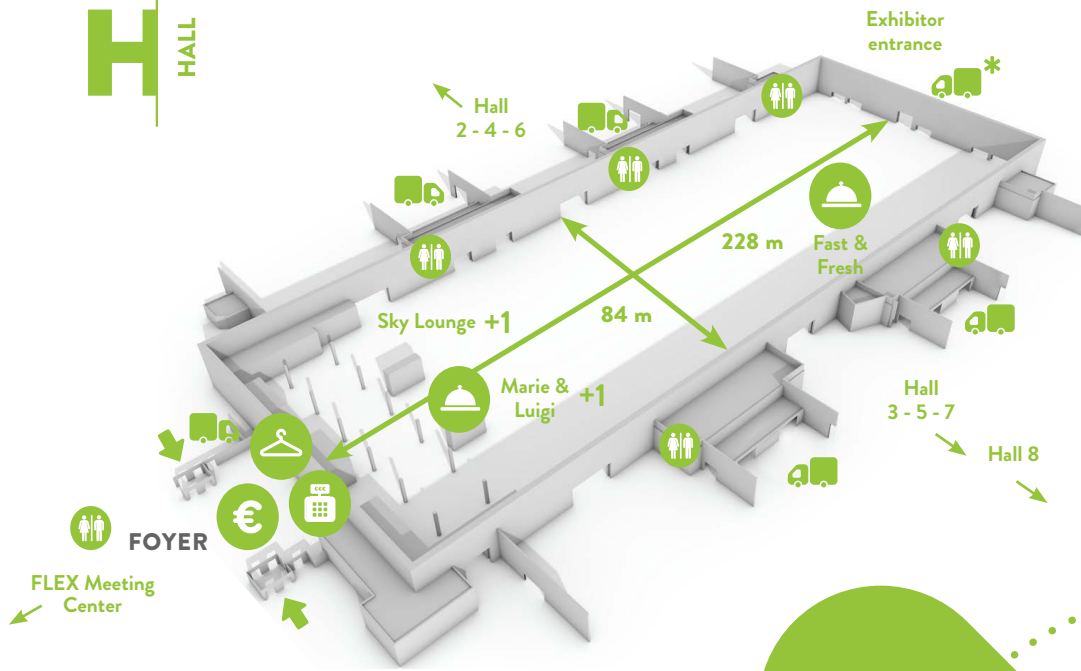 H
HALL
Exhibitor
entrance
*
Hall
2 - 4 - 6
228 m
Fast &
Fresh
84 m
Sky Lounge +1
Marie &
Luigi +1
Hall
3 - 5 - 7
Hall 8
€
€€€
FOYER
FLEX Meeting
Center